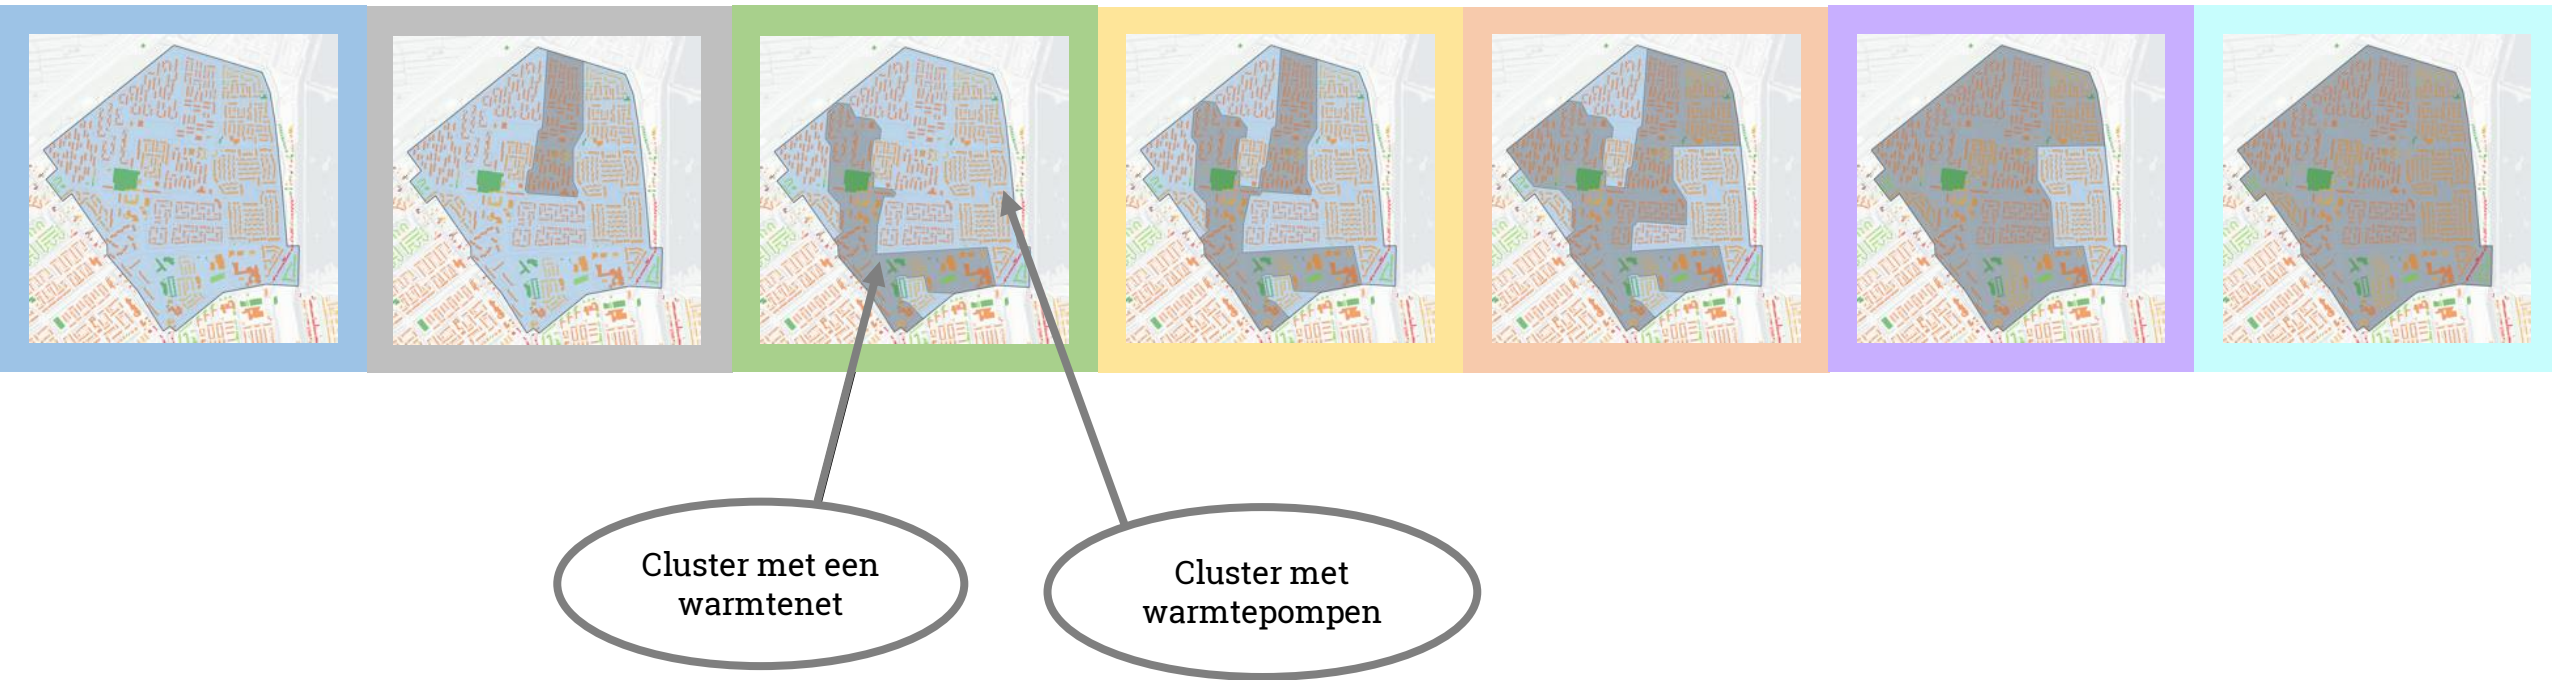 Cluster met een
warmtenet
Cluster met
warmtepompen